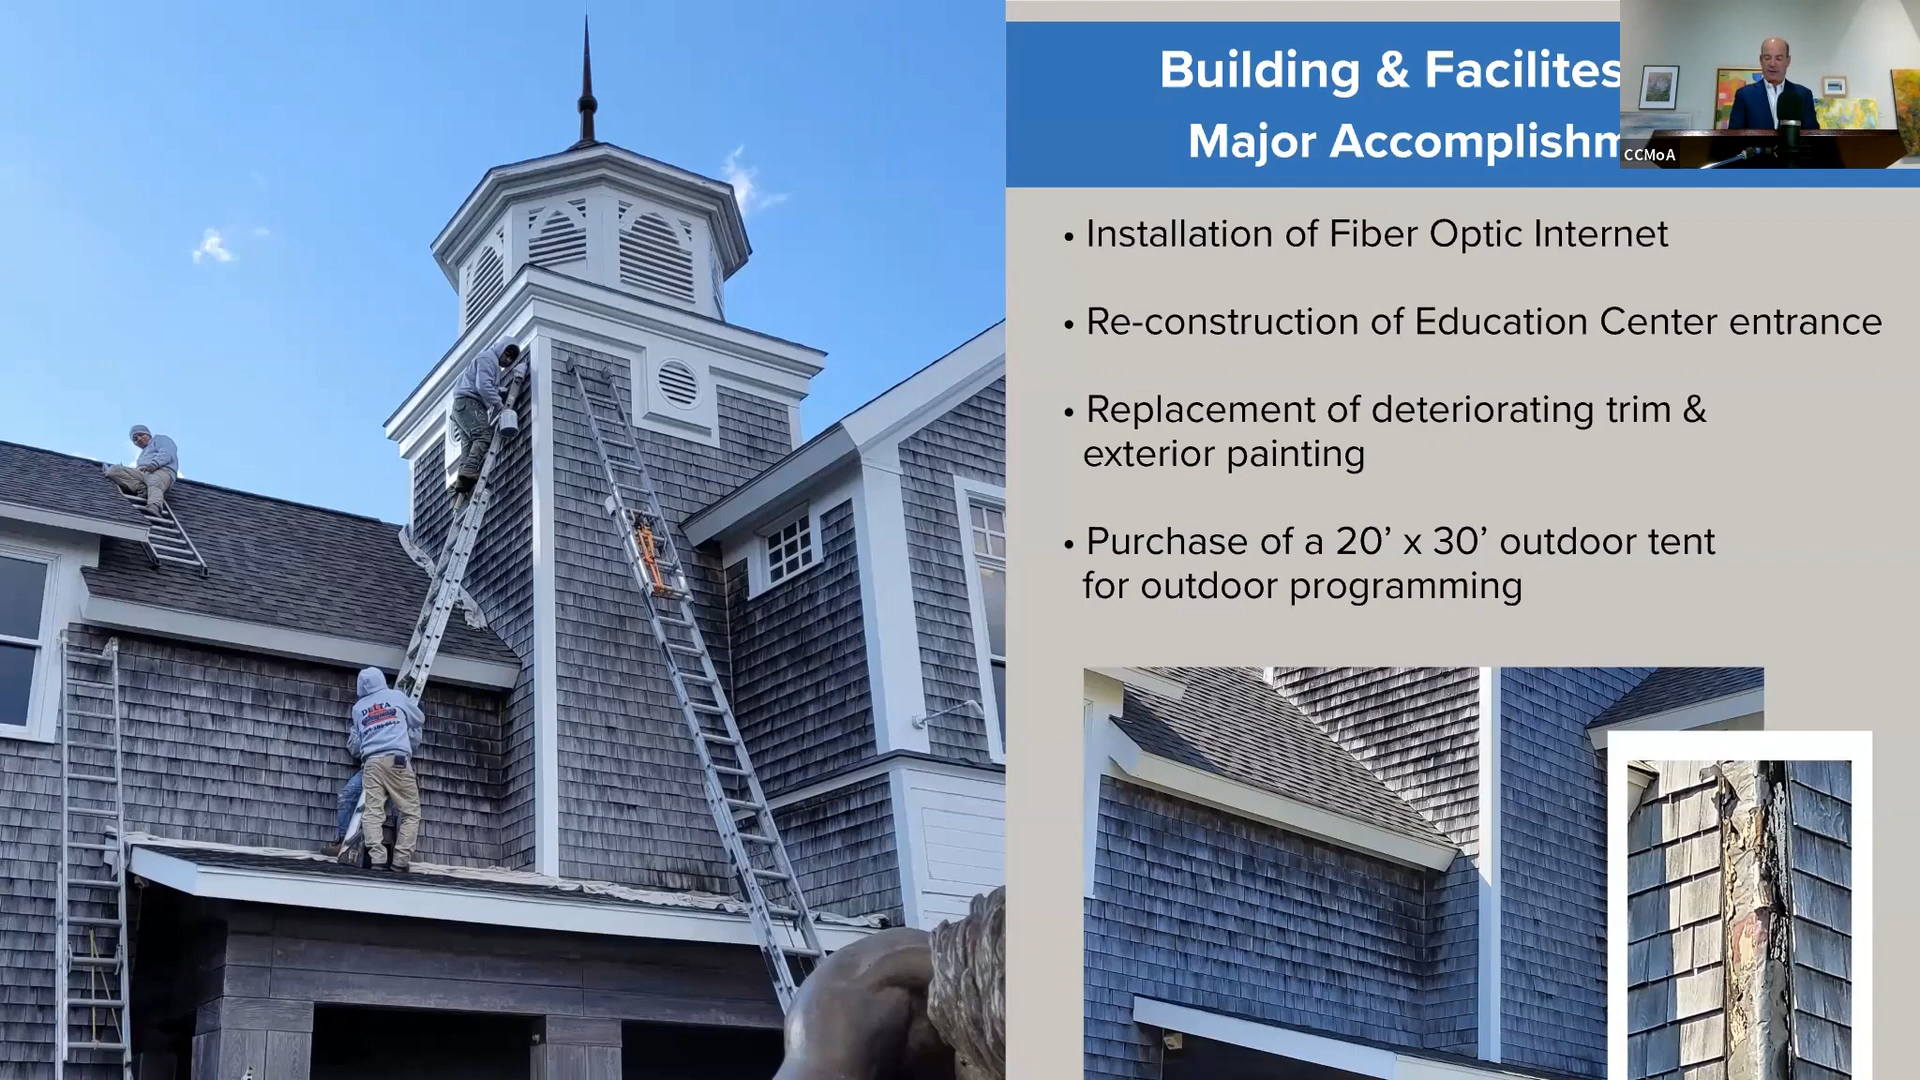 Building & Facilites
Major Accomplishm
CCMoA
• Installation of Fiber Optic Internet
• Re-construction of Education Center entrance
• Replacement of deteriorating trim &
exterior painting
• Purchase of a 20’ x 30’ outdoor tent
for outdoor programming
DELTA